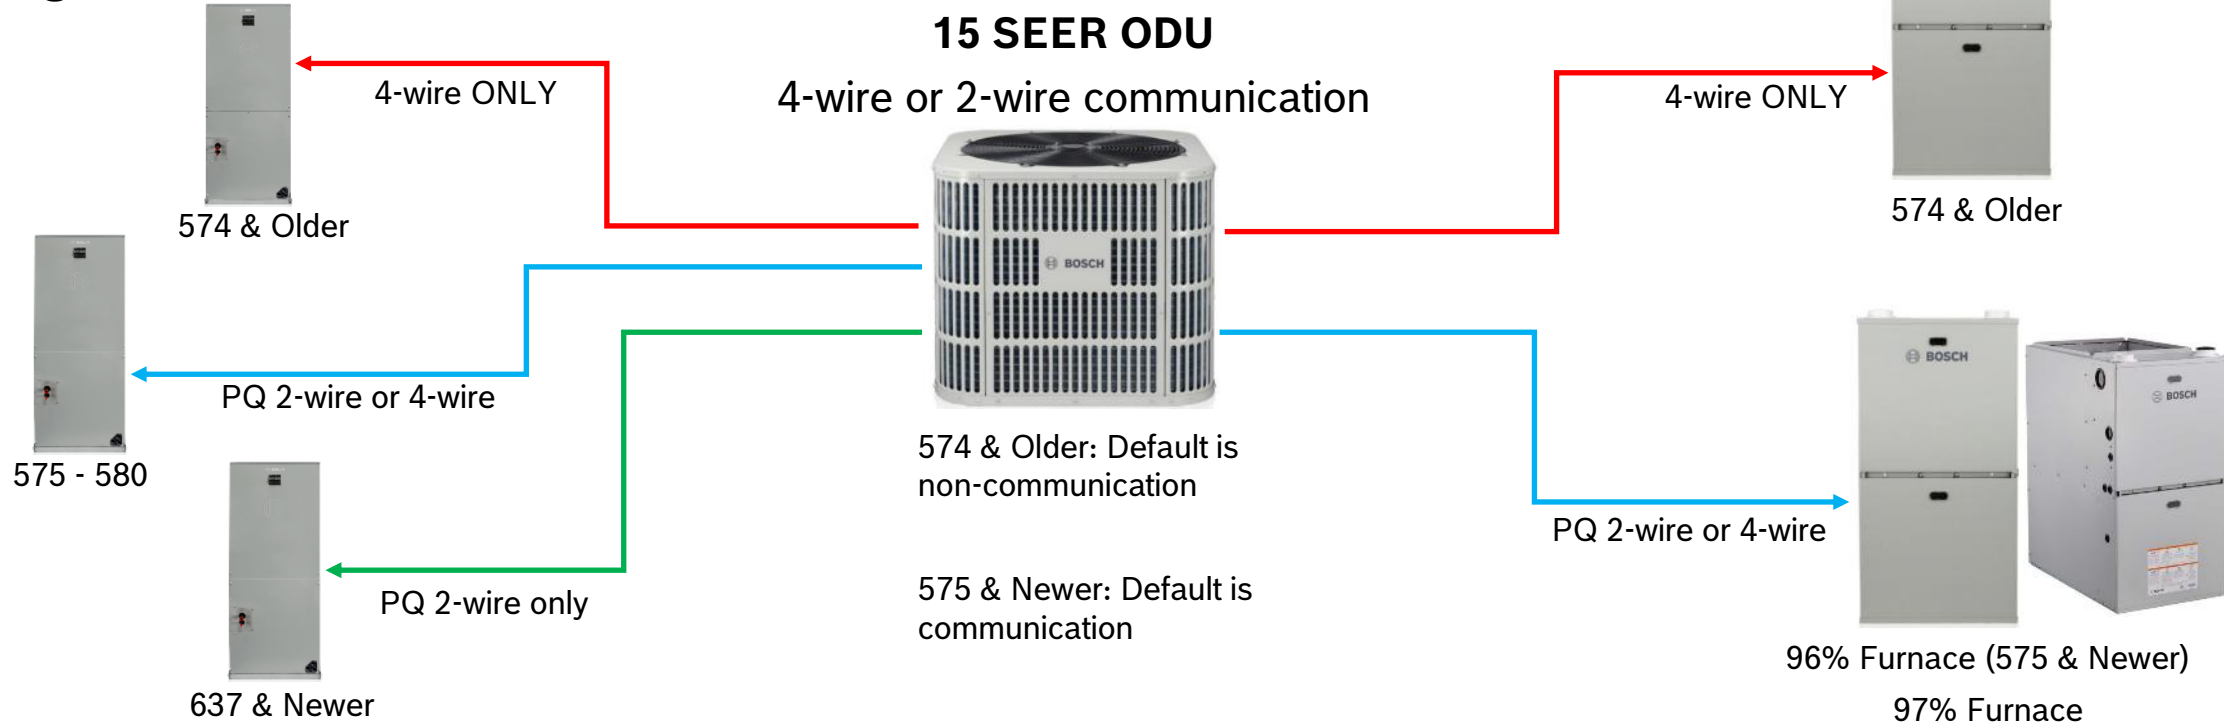 15 SEER ODU
4-wire or 2-wire communication
4-wire ONLY
574 & Older
PQ 2-wire or 4-wire
575 - 580
PQ 2-wire only
637 & Newer
BOSCH
574 & Older: Default is
non-communication
575 & Newer: Default is
communication
4-wire ONLY
574 & Older
PQ 2-wire or 4-wire
BOSCH
BOSCH
96% Furnace (575 & Newer)
97% Furnace